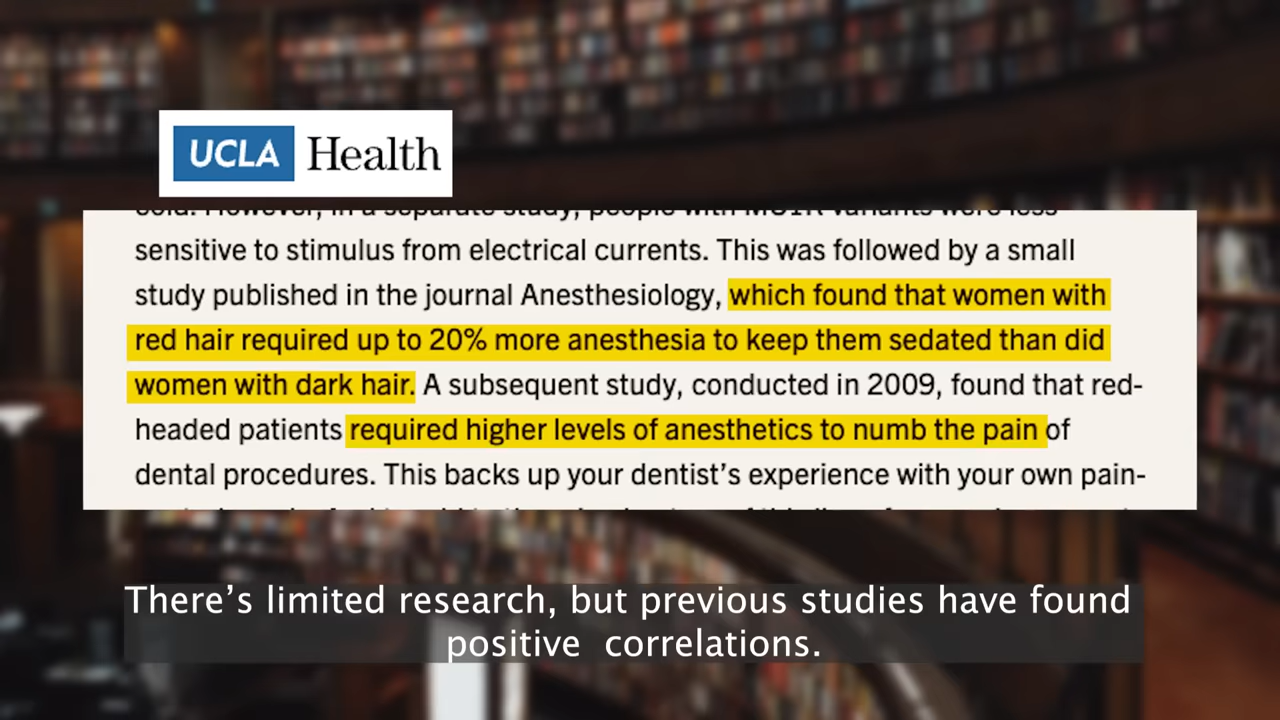 UCLA Health
sensitive to stimulus from electrical currents. This was followed by a small
study published in the journal Anesthesiology, which found that women with
red hair required up to 20% more anesthesia to keep them sedated than did
women with dark hair. A subsequent study, conducted in 2009, found that red-
headed patients required higher levels of anesthetics to numb the pain of
dental procedures. This backs up your dentist’s experience with your own pain-
There’s limited research, but previous studies have found
positive correlations.